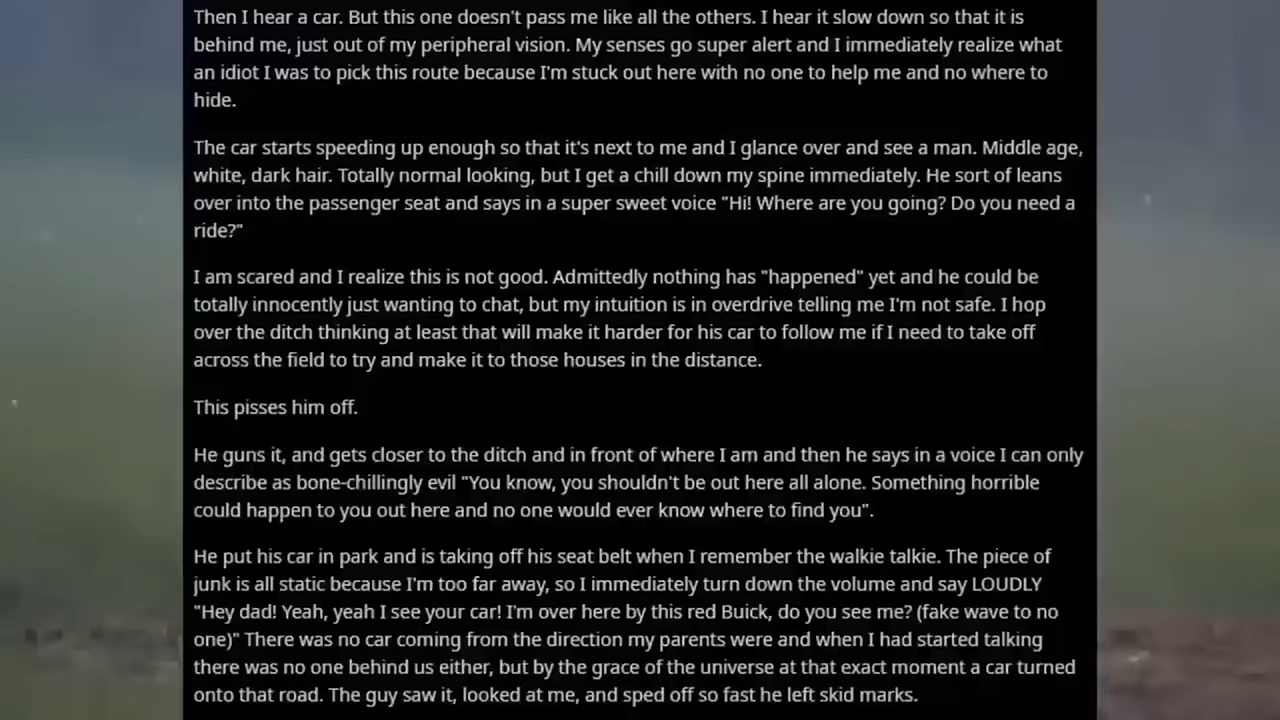 Then I hear a car. But this one doesn't pass me like all the others. I hear it slow down so that it is
behind me, just out of my peripheral vision. My senses go super alert and I immediately realize what
an idiot I was to pick this route because I'm stuck out here with no one to help me and no where to
hide.
The car starts speeding up enough so that it's next to me and I glance over and see a man. Middle age,
white, dark hair. Totally normal looking, but I get a chill down my spine immediately. He sort of leans
over into the passenger seat and says in a super sweet voice "Hi! Where are you going? Do you need a
ride?"
I am scared and I realize this is not good. Admittedly nothing has "happened" yet and he could be
totally innocently just wanting to chat, but my intuition is in overdrive telling me I'm not safe. I hop
over the ditch thinking at least that will make it harder for his car to follow me if I need to take off
across the field to try and make it to those houses in the distance.
This pisses him off.
He guns it, and gets closer to the ditch and in front of where I am and then he says in a voice I can only
describe as bone-chillingly evil "You know, you shouldn't be out here all alone. Something horrible
could happen to you out here and no one would ever know where to find you".
He put his car in park and is taking off his seat belt when I remember the walkie talkie. The piece of
junk is all static because I'm too far away, so I immediately turn down the volume and say LOUDLY
"Hey dad! Yeah, yeah I see your car! I'm over here by this red Buick, do you see me? (fake wave to no
one)" There was no car coming from the direction my parents were and when I had started talking
there was no one behind us either, but by the grace of the universe at that exact moment a car turned
onto that road. The guy saw it, looked at me, and sped off so fast he left skid marks.